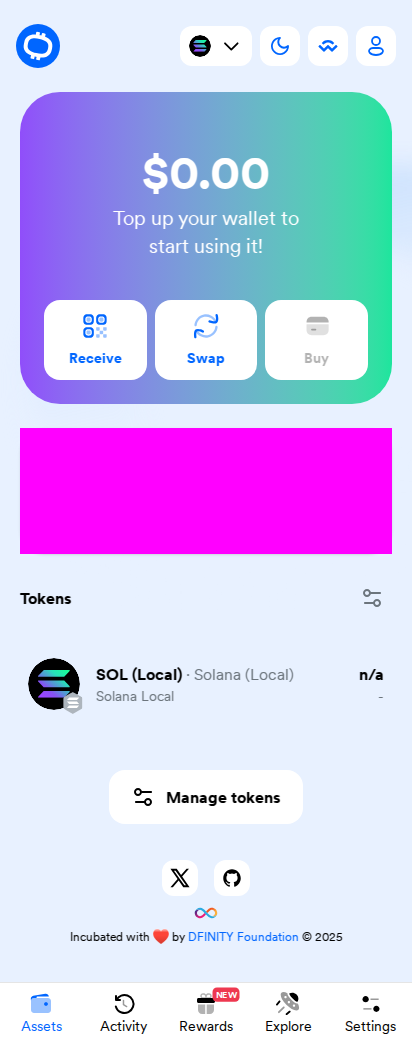 $0.00
Top up your wallet to
start using it!
Receive
Swap
Buy
Tokens
SOL (Local) · Solana (Local)
n/a
Solana Local
-
Manage tokens
Incubated with ❤️ by DFINITY Foundation © 2025
NEW
Assets
Activity
Rewards
Explore
Settings